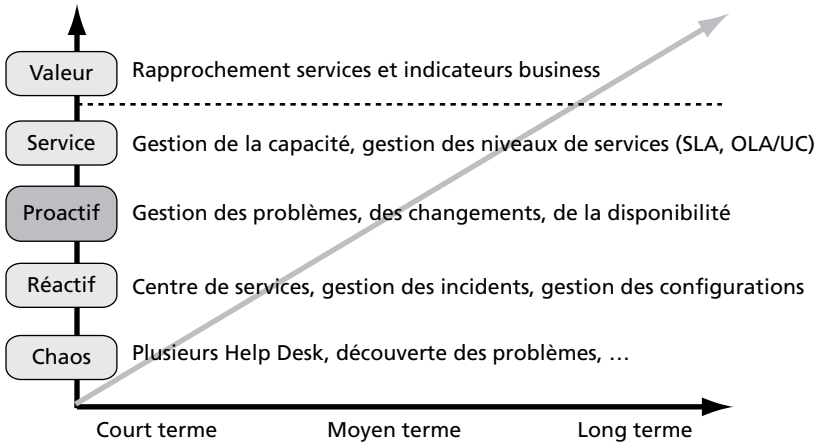 Valeur Rapprochement services et indicateurs business
Service Gestion de la capacité, gestion des niveaux de services (SLA, OLA/UC)
Proactif Gestion des problèmes, des changements, de la disponibilité
Réactif Centre de services, gestion des incidents, gestion des configurations
Chaos Plusieurs Help Desk, découverte des problèmes, …
Court terme Moyen terme Long terme